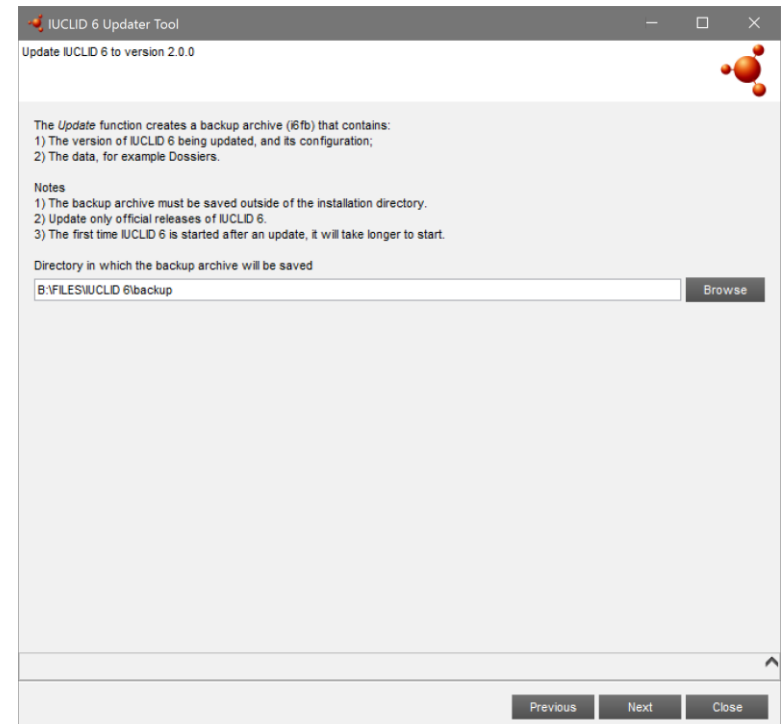 IUCLID 6 Updater Tool
Update IUCLID 6 to version 2.0.0
The Update function creates a backup archive (i6fb) that contains:
1) The version of IUCLID 6 being updated, and its configuration;
2) The data, for example Dossiers.
Notes
1) The backup archive must be saved outside of the installation directory.
2) Update only official releases of IUCLID 6.
3) The first time IUCLID 6 is started after an update, it will take longer to start.
Directory in which the backup archive will be saved
B:\FILES\IUCLID 6\backup
Browse
Previous
Next
Close